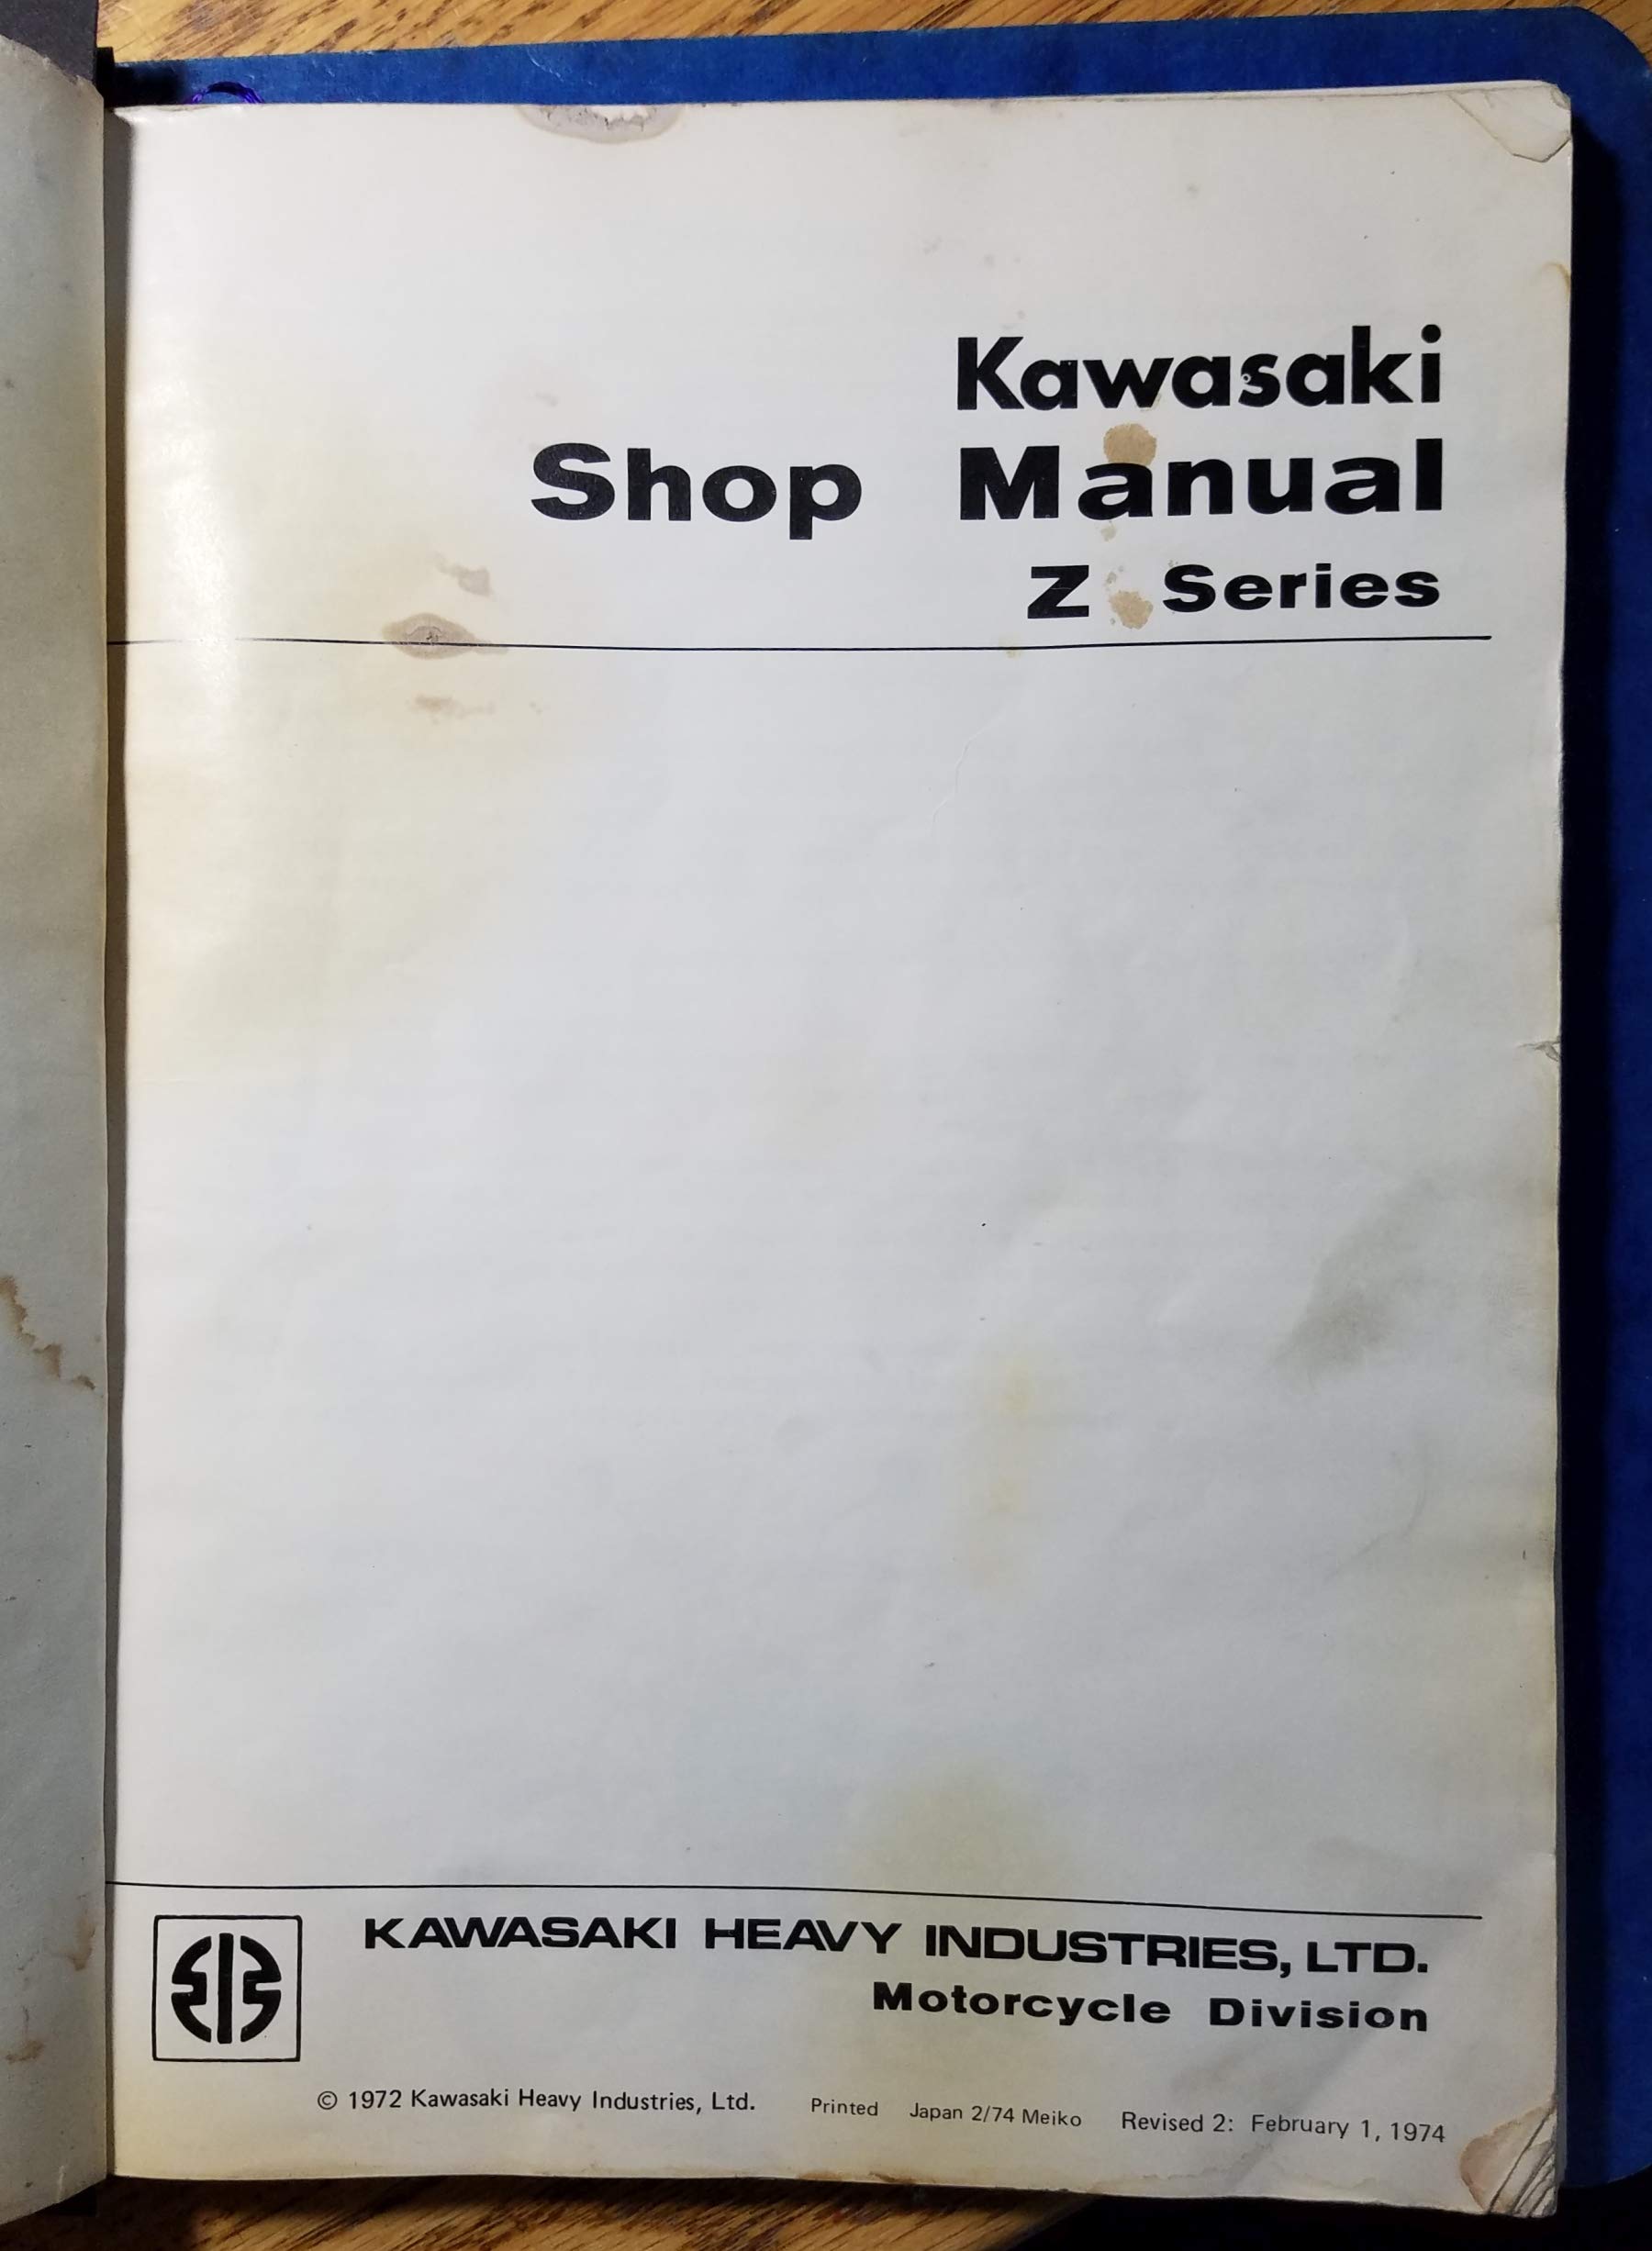 Kawasaki
Shop Manual
Z Series
KAWASAKI HEAVY INDUSTRIES, LTD.
Motorcycle Division
© 1972 Kawasaki Heavy Industries, Ltd. Printed Japan 2/74 Meiko Revised 2: February 1, 1974